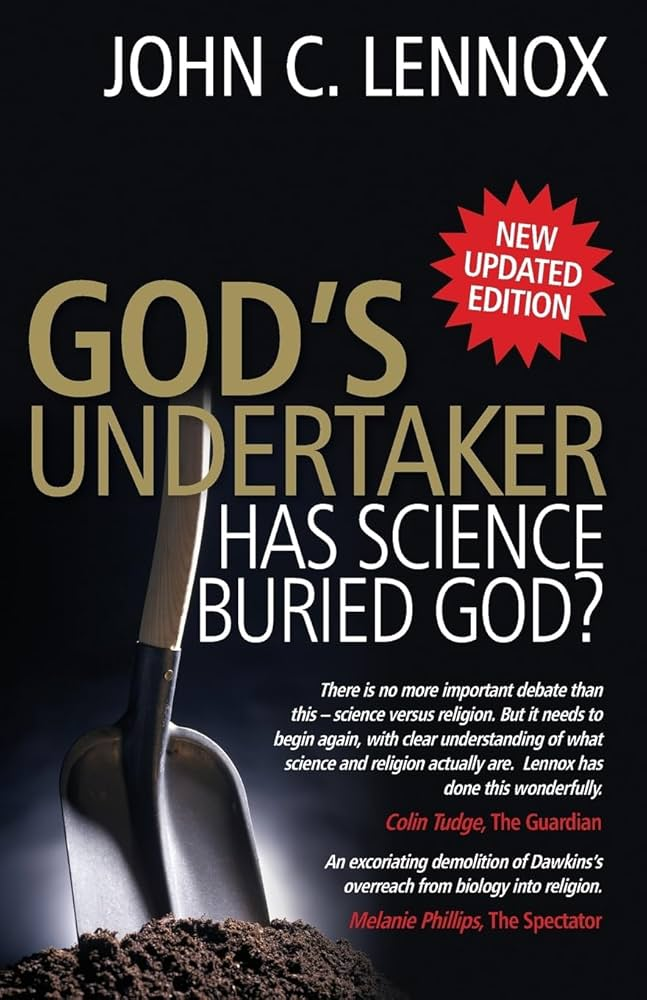 JOHN C. LENNOX
NEW
UPDATED
EDITION
GOD'S
UNDERTAKER
HAS SCIENCE
BURIED GOD?
There is no more important debate than
this – science versus religion. But it needs to
begin again, with clear understanding of what
science and religion actually are. Lennox has
done this wonderfully.
Colin Tudge, The Guardian
An excoriating demolition of Dawkins's
overreach from biology into religion.
Melanie Phillips, The Spectator